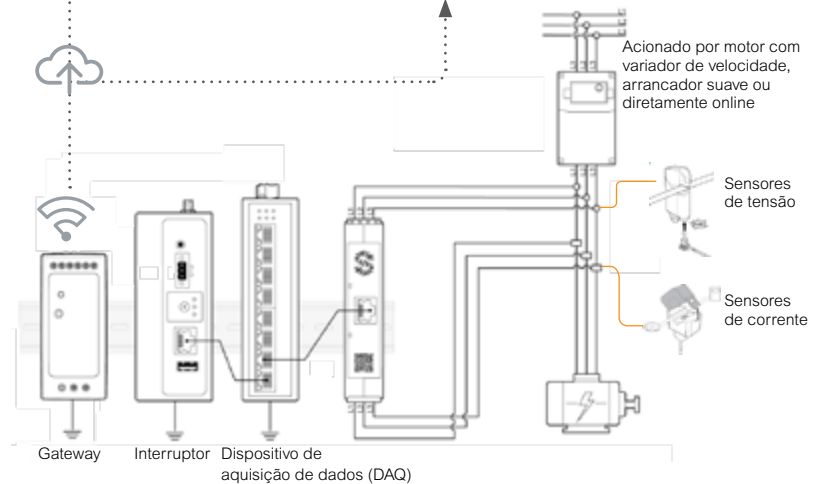 Acionado por motor com
variador de velocidade,
arrancador suave ou
diretamente online
Sensores
de tensão
Sensores
de corrente
Gateway
Interruptor
Dispositivo de
aquisição de dados (DAQ)